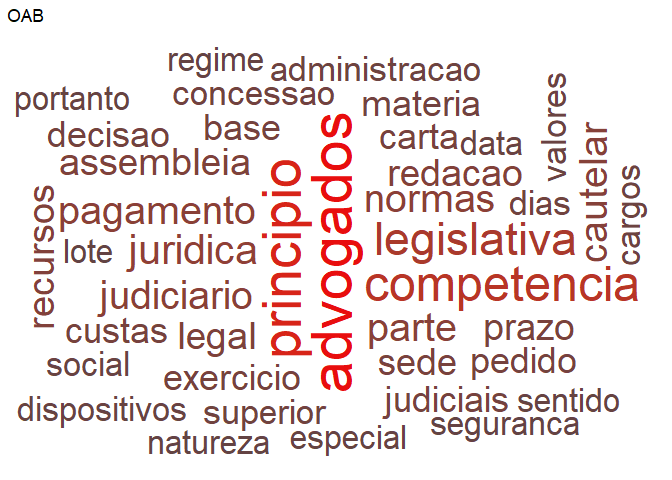 OAB
regime
administracao
portanto
concessao
materia
decisao
base
carta
data
valores
assembleia
redacao
cautelar
cargos
recursos
pagamento
principio
advogados
normas
dias
lote
juridica
legislativa
judiciario
competencia
custas
legal
parte
prazo
social
exercicio
sede
pedido
dispositivos
superior
judiciais
sentido
natureza
especial
seguranca